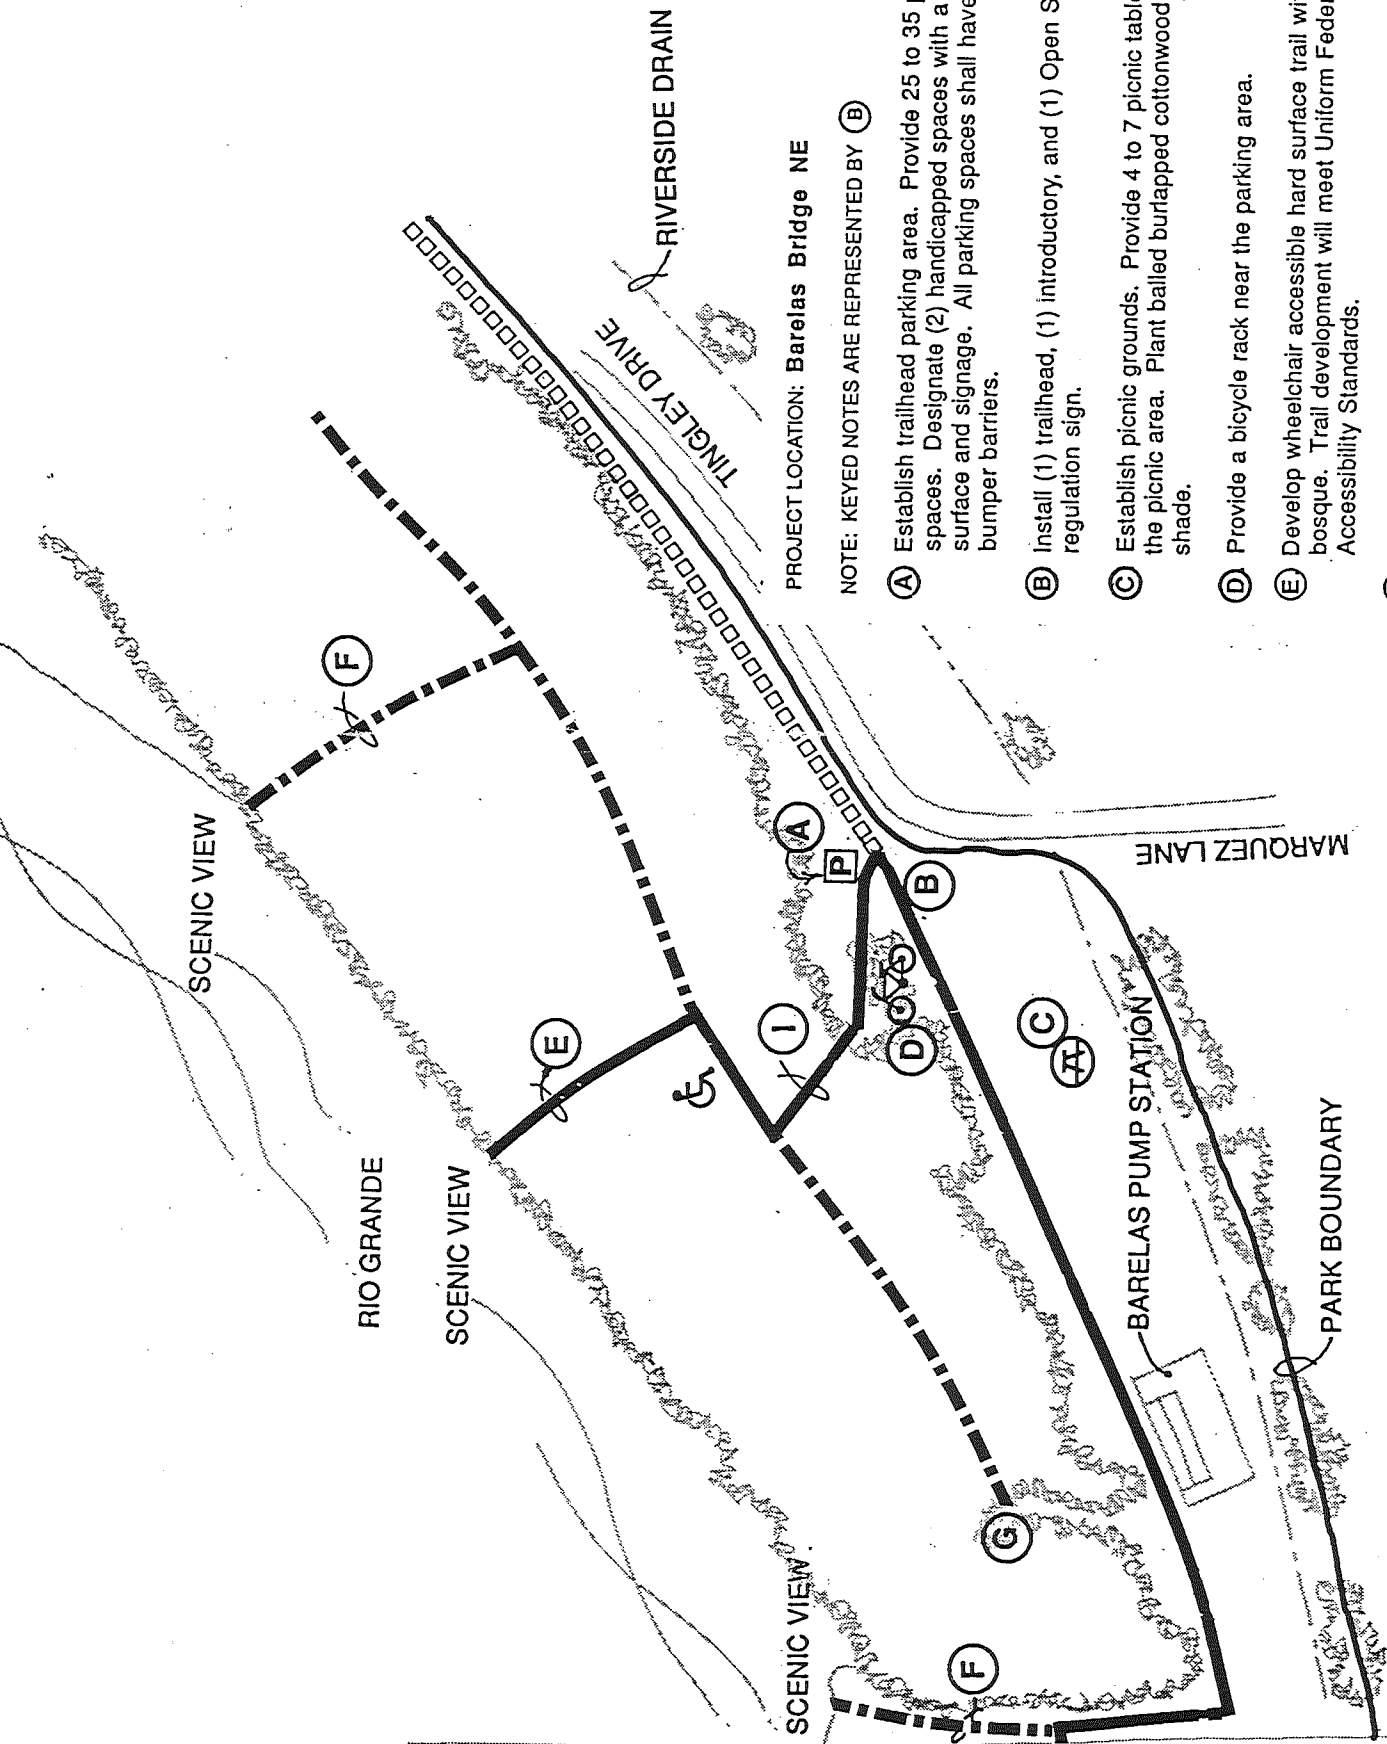 RIVERSIDE DRAIN
TINGLEY DRIVE
F
SCENIC VIEW
A
P
MARQUEZ LANE
B
E
I
D
C
RIO GRANDE
SCENIC VIEW
BARELAS PUMP STATION
PARK BOUNDARY
G
SCENIC VIEW
F
PROJECT LOCATION: Barelas Bridge NE
NOTE: KEYED NOTES ARE REPRESENTED BY B
A Establish trailhead parking area. Provide 25 to 35
spaces. Designate (2) handicapped spaces with a
surface and signage. All parking spaces shall have
bumper barriers.
B Install (1) trailhead, (1) introductory, and (1) Open
regulation sign.
C Establish picnic grounds. Provide 4 to 7 picnic
the picnic area. Plant balled burlapped cottonwood
shade.
D. Provide a bicycle rack near the parking area.
E Develop wheelchair accessible hard surface trail
bosque. Trail development will meet Uniform
Accessibility Standards.